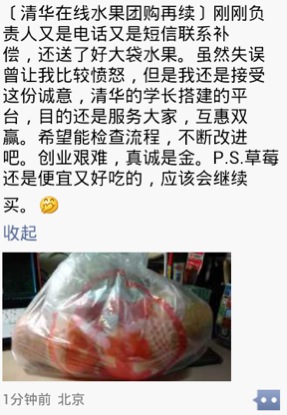 〔清华在线水果团购再续〕刚刚负
责人又是电话又是短信联系补
偿，还送了好大袋水果。虽然失误
曾让我比较愤怒，但是我还是接受
这份诚意，清华的学长搭建的平
台，目的还是服务大家，互惠双
赢。希望能检查流程，不断改进
吧。创业艰难，真诚是金。P.S.草莓
还是便宜又好吃的，应该会继续
买。
收起
1分钟前 北京